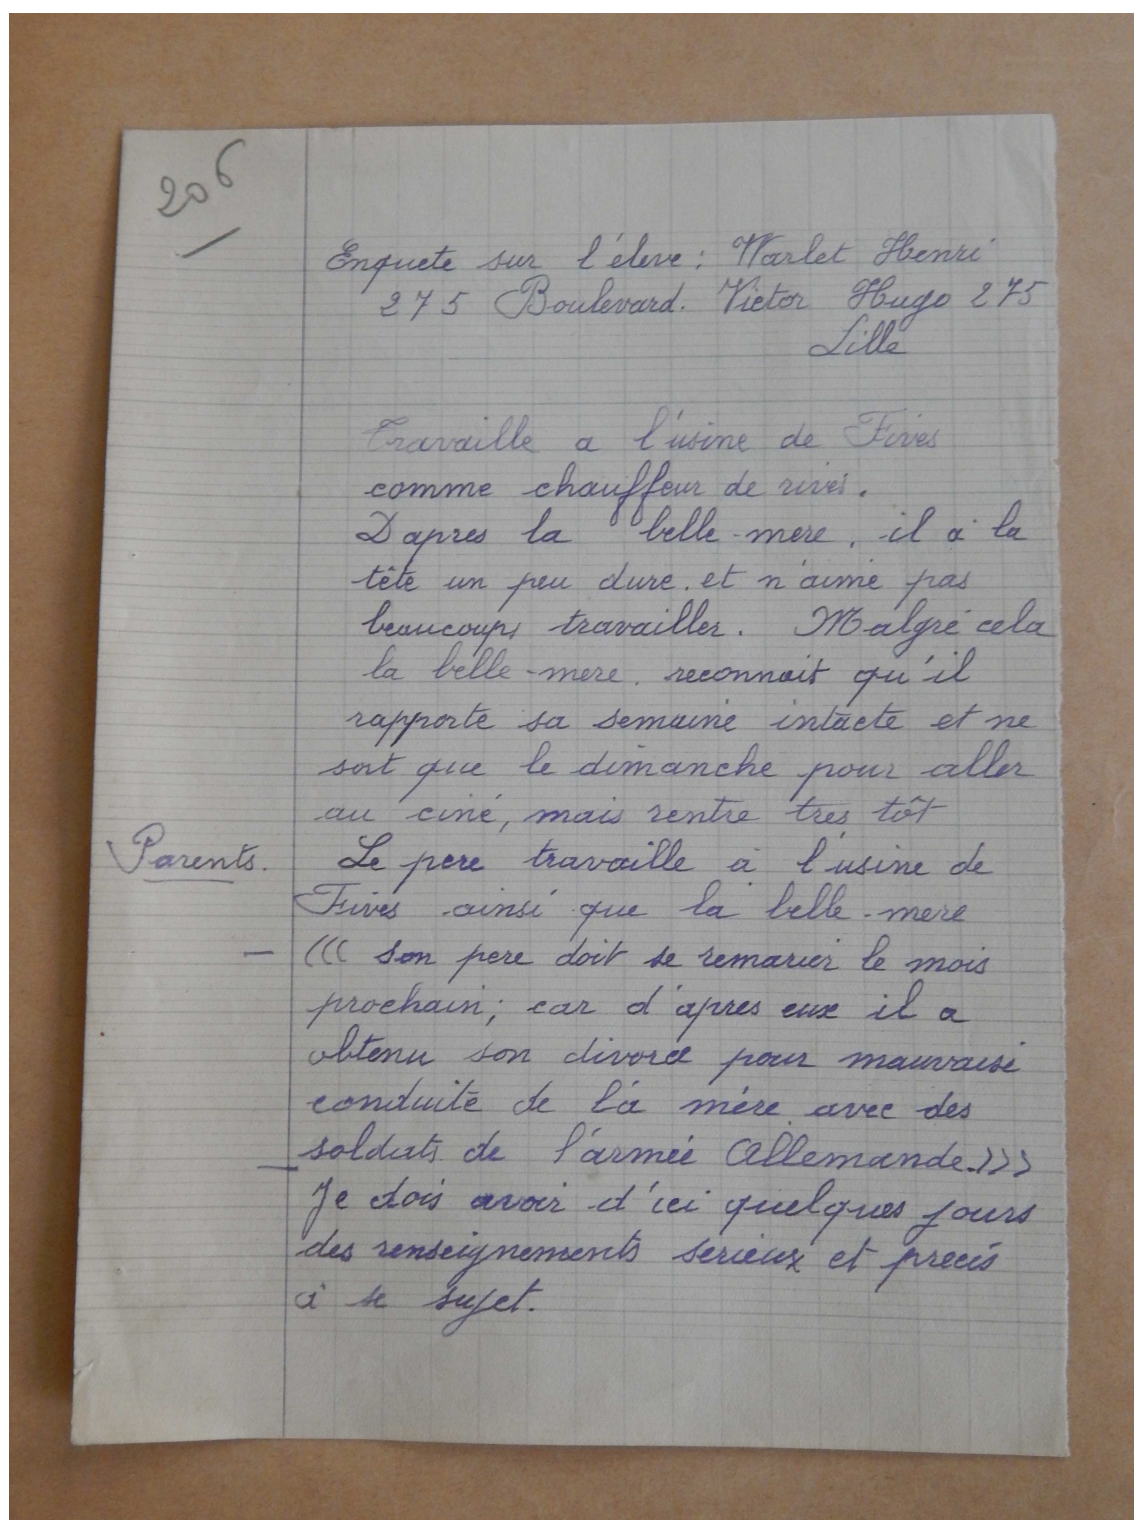 206
Enquete sur l'éleve : Warlet Henri
275 Boulevard. Victor Hugo 275
Lille
Travaille a l'usine de Fives
comme chauffeur de rives.
D'apres la belle-mere, il a la
tête un peu dure. et n'aime pas
beaucoups travailler. Malgré cela
la belle-mere. reconnait qu'il
rapporte sa semaine intacte et ne
sort que le dimanche pour aller
au ciné, mais rentre tres tôt
Parents. Le pere travaille à l'usine de
Fives ainsi que la belle-mere
– ((( son pere doit se remarier le mois
prochain; car d'apres eux il a
obtenu son divorce pour mauvaise
conduite de la mére avec des
– soldats de l'armée Allemande.)))
Je dois avoir d'ici quelques jours
des renseignements serieux et precis
à se sujet.